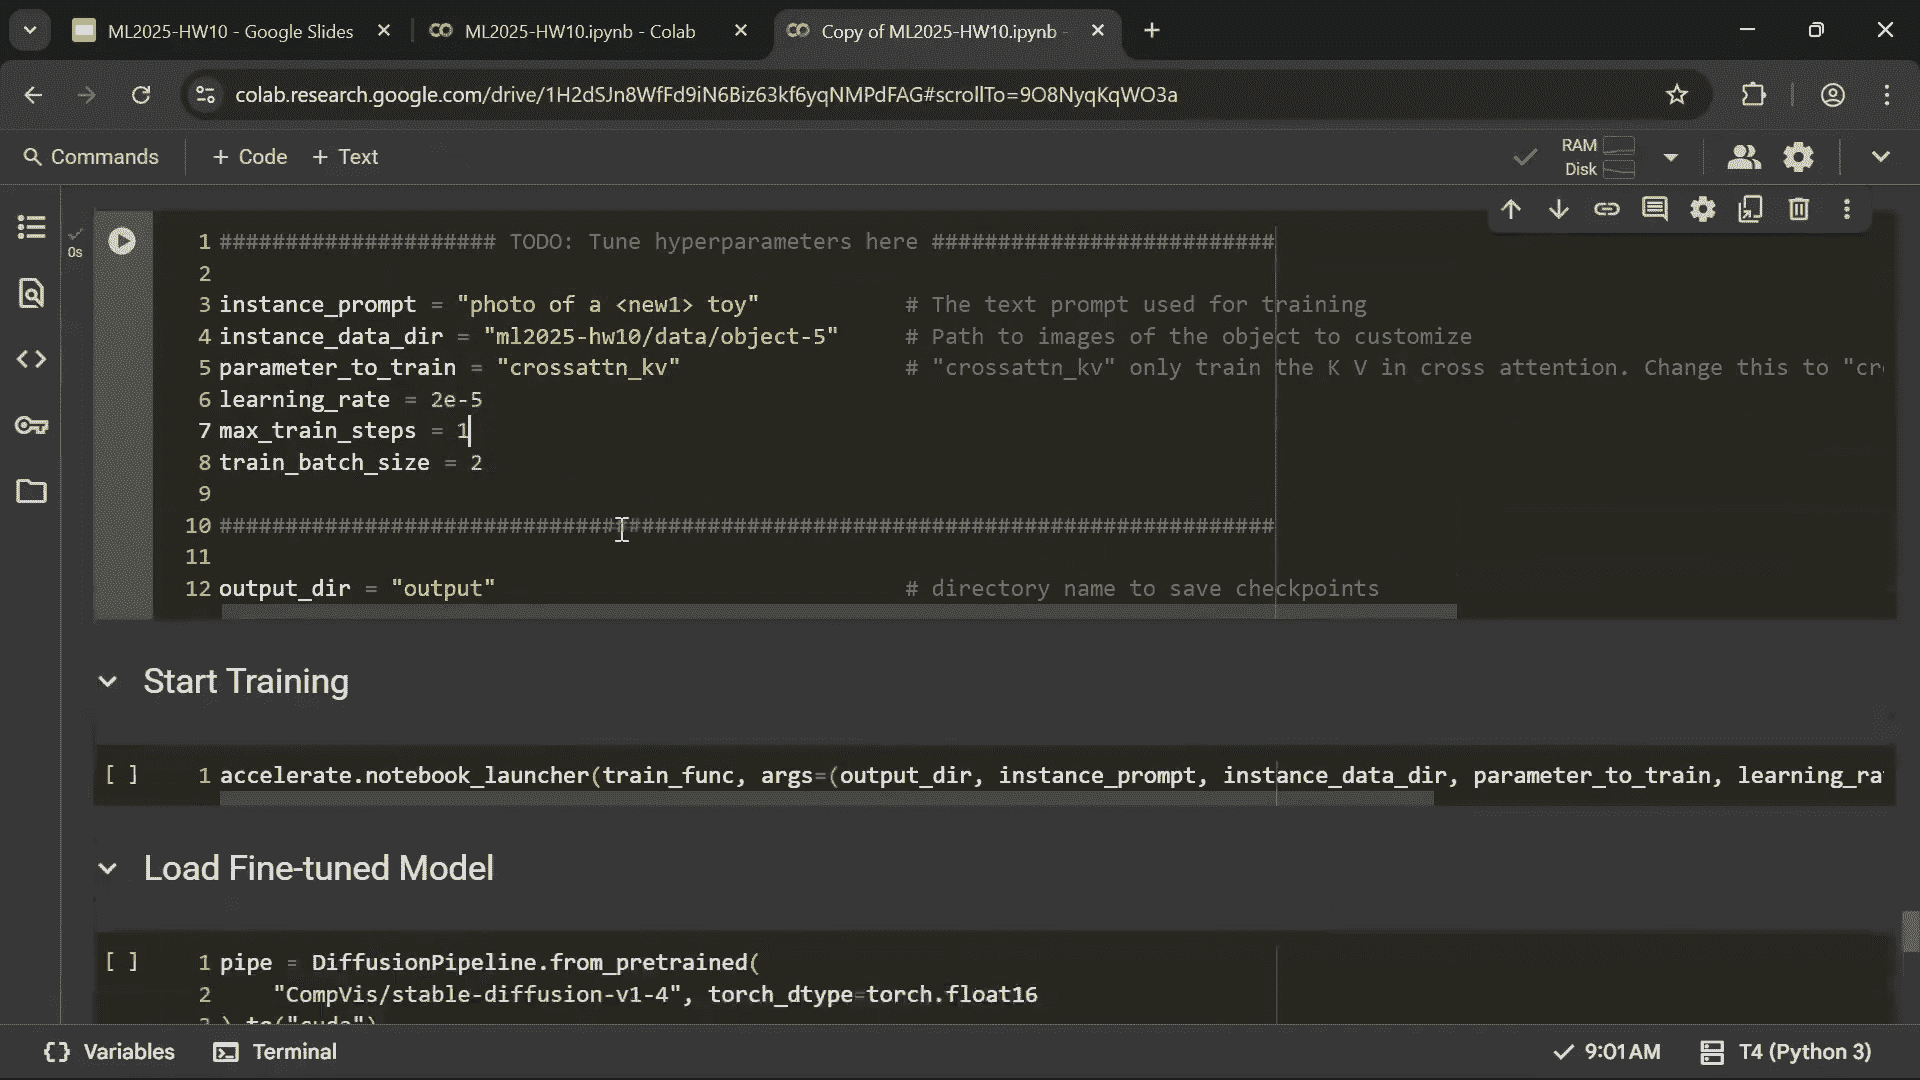 ML2025-HW10 - Google Slides
ML2025-HW10.ipynb - Colab
Copy of ML2025-HW10.ipynb -
colab.research.google.com/drive/1H2dSJn8WfFd9iN6Biz63kf6yqNMPdFAG#scrollTo=9O8NyqKqWO3a
Commands + Code + Text
RAM
Disk
0s
1 ##################### TODO: Tune hyperparameters here ##########################
2
3 instance_prompt = "photo of a <new1> toy" # The text prompt used for training
4 instance_data_dir = "ml2025-hw10/data/object-5" # Path to images of the object to customize
5 parameter_to_train = "crossattn_kv" # "crossattn_kv" only train the K V in cross attention. Change this to "cr
6 learning_rate = 2e-5
7 max_train_steps = 1
8 train_batch_size = 2
9
10 ################################################################################
11
12 output_dir = "output" # directory name to save checkpoints
Start Training
[ ] 1 accelerate.notebook_launcher(train_func, args=(output_dir, instance_prompt, instance_data_dir, parameter_to_train, learning_ra
Load Fine-tuned Model
[ ] 1 pipe = DiffusionPipeline.from_pretrained(
2 "CompVis/stable-diffusion-v1-4", torch_dtype=torch.float16
3 ).to("cuda")
{} Variables Terminal
9:01 AM T4 (Python 3)